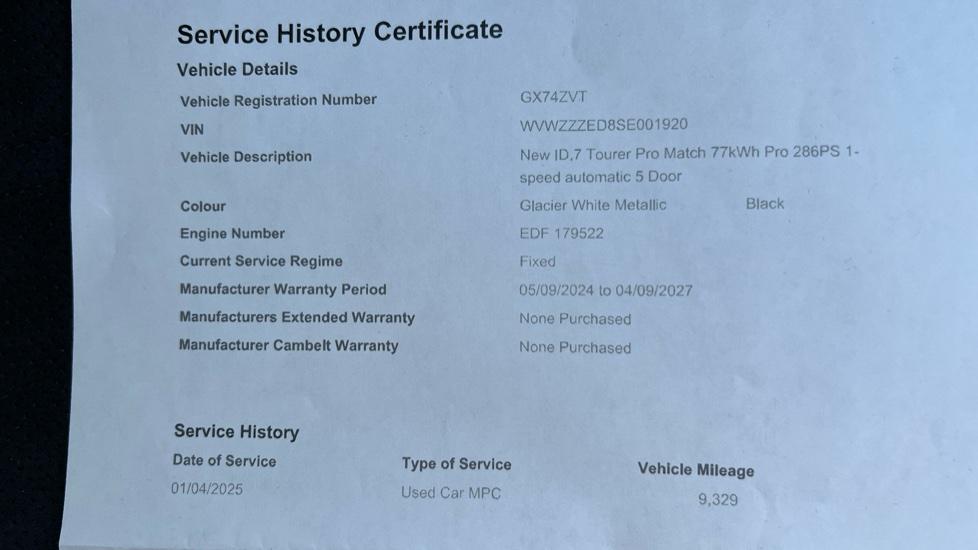 Service History Certificate
Vehicle Details
Vehicle Registration Number GX74ZVT
VIN WVWZZZED8SE001920
Vehicle Description New ID,7 Tourer Pro Match 77kWh Pro 286PS 1-
speed automatic 5 Door
Colour Glacier White Metallic Black
Engine Number EDF 179522
Current Service Regime Fixed
Manufacturer Warranty Period 05/09/2024 to 04/09/2027
Manufacturers Extended Warranty None Purchased
Manufacturer Cambelt Warranty None Purchased
Service History
Date of Service Type of Service Vehicle Mileage
01/04/2025 Used Car MPC 9,329